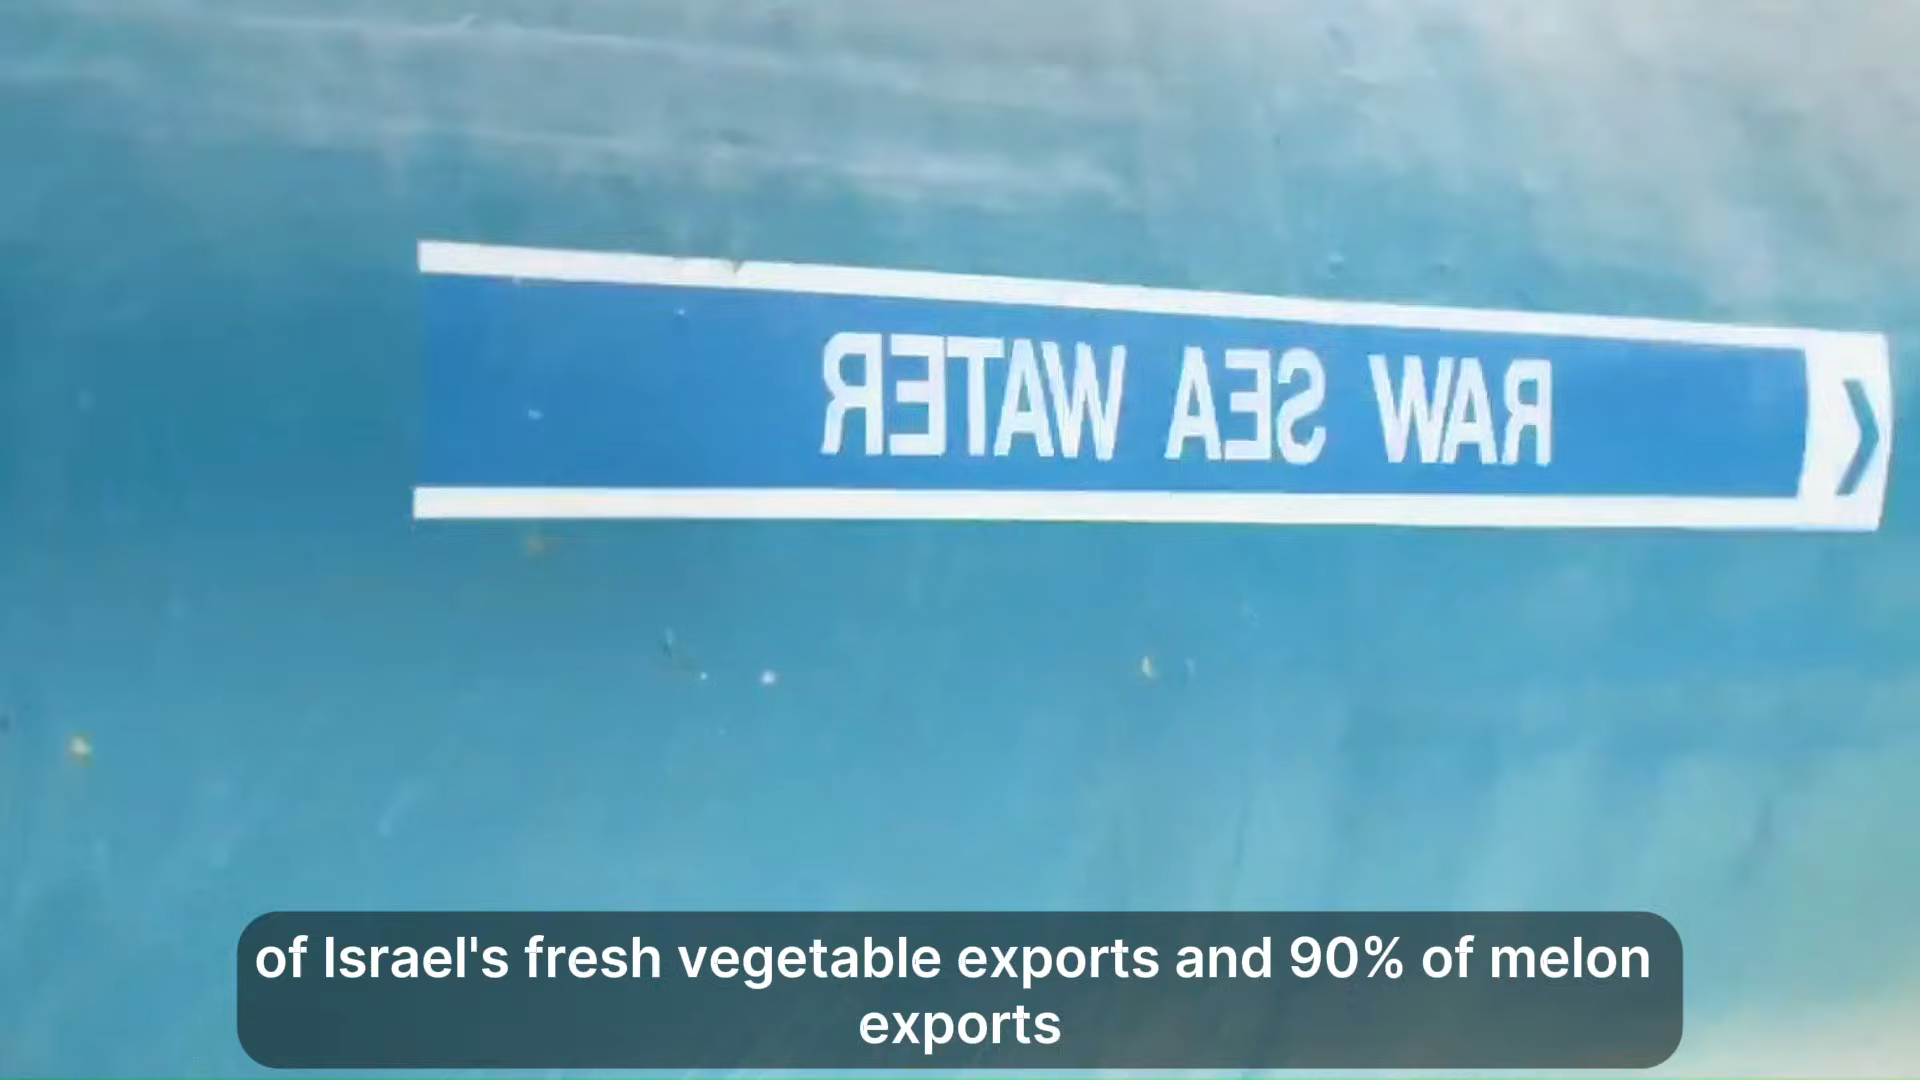 RAW SEA WATER
of Israel's fresh vegetable exports and 90% of melon
exports